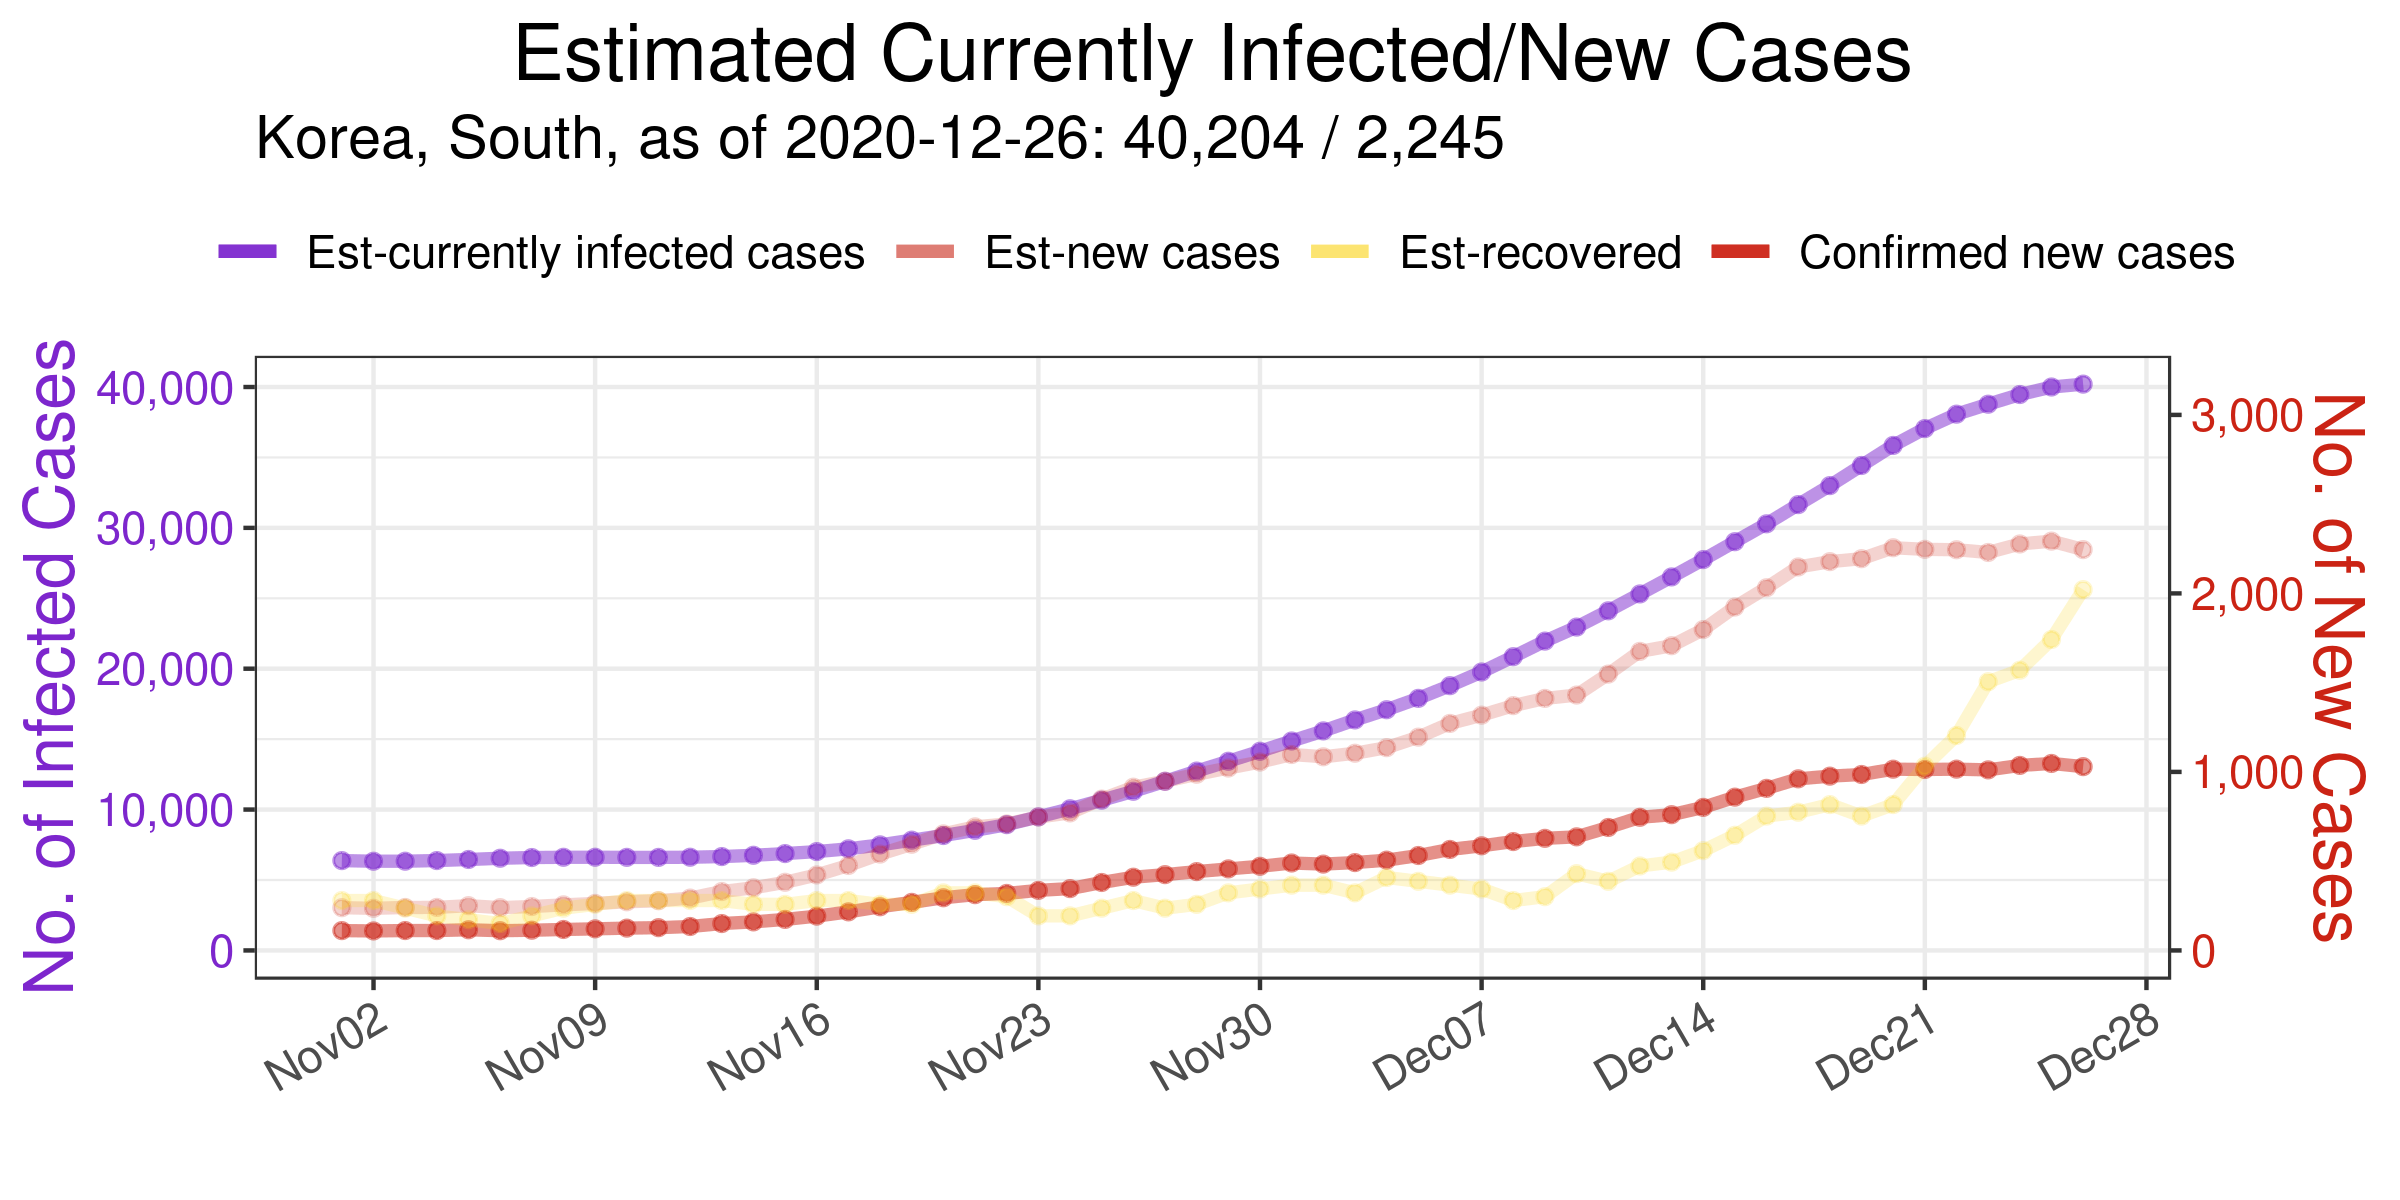 Estimated Currently Infected/New Cases
Korea, South, as of 2020-12-26: 40,204 / 2,245
Est-currently infected cases Est-new cases Est-recovered Confirmed new cases
No. of Infected Cases
40,000
30,000
20,000
10,000
0
3,000
2,000
1,000
0
No. of New Cases
Nov02 Nov09 Nov16 Nov23 Nov30 Dec07 Dec14 Dec21 Dec28